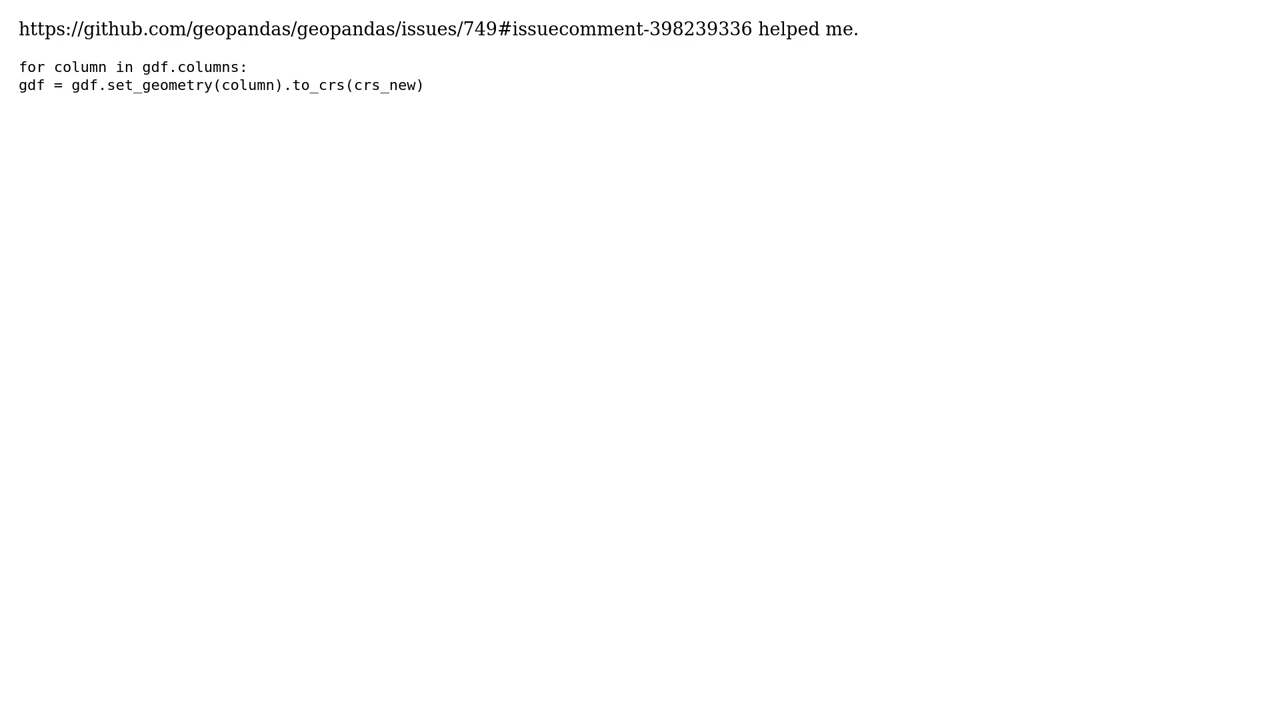 https://github.com/geopandas/geopandas/issues/749#issuecomment-398239336 helped me.
for column in gdf.columns:
gdf = gdf.set_geometry(column).to_crs(crs_new)